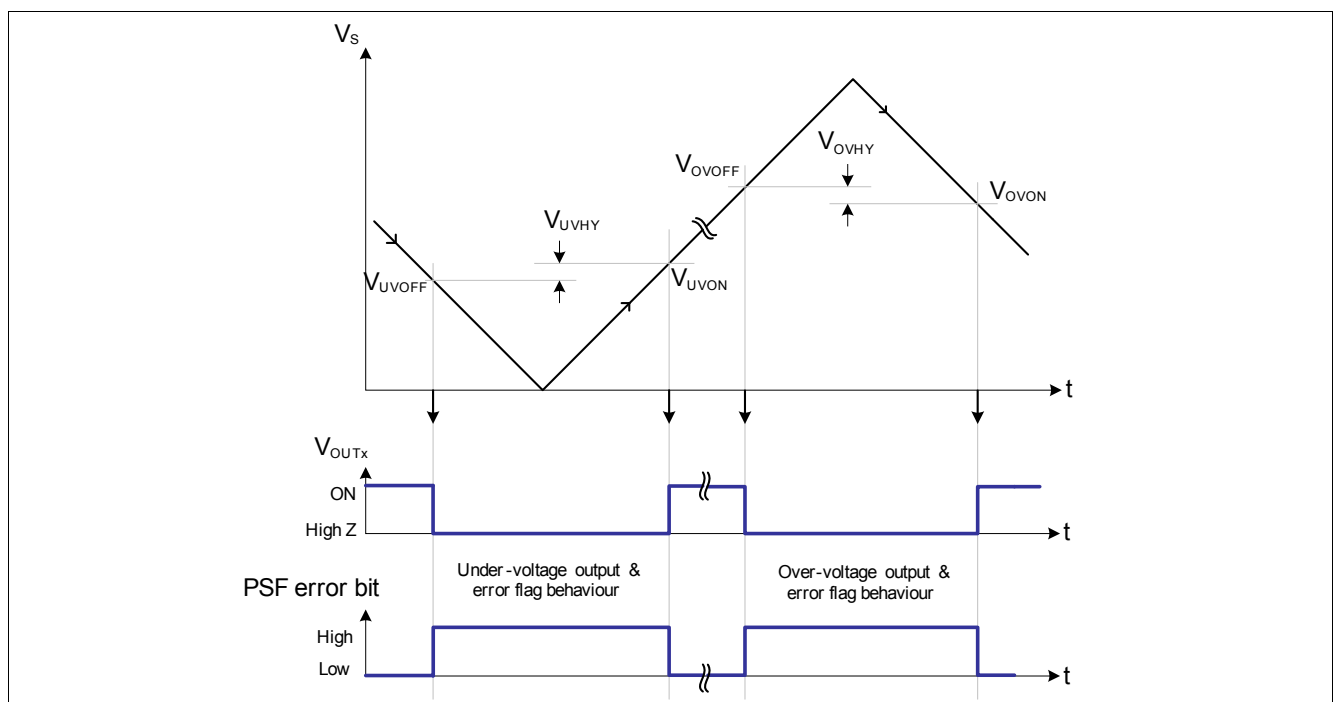 VS
VOVHY
VOVOFF
VOVON
VUVHY
VUVOFF
VUVON
t
VOUTx
ON
High Z
t
Under-voltage output &
error flag behaviour
Over-voltage output &
error flag behaviour
PSF error bit
High
Low
t